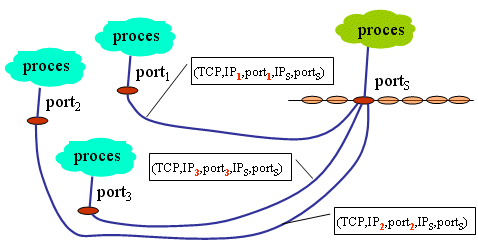 proces
proces
proces
port1
(TCP,IP1,port1,IPS,portS)
portS
port2
proces
(TCP,IP3,port3,IPS,portS)
port3
(TCP,IP2,port2,IPS,portS)